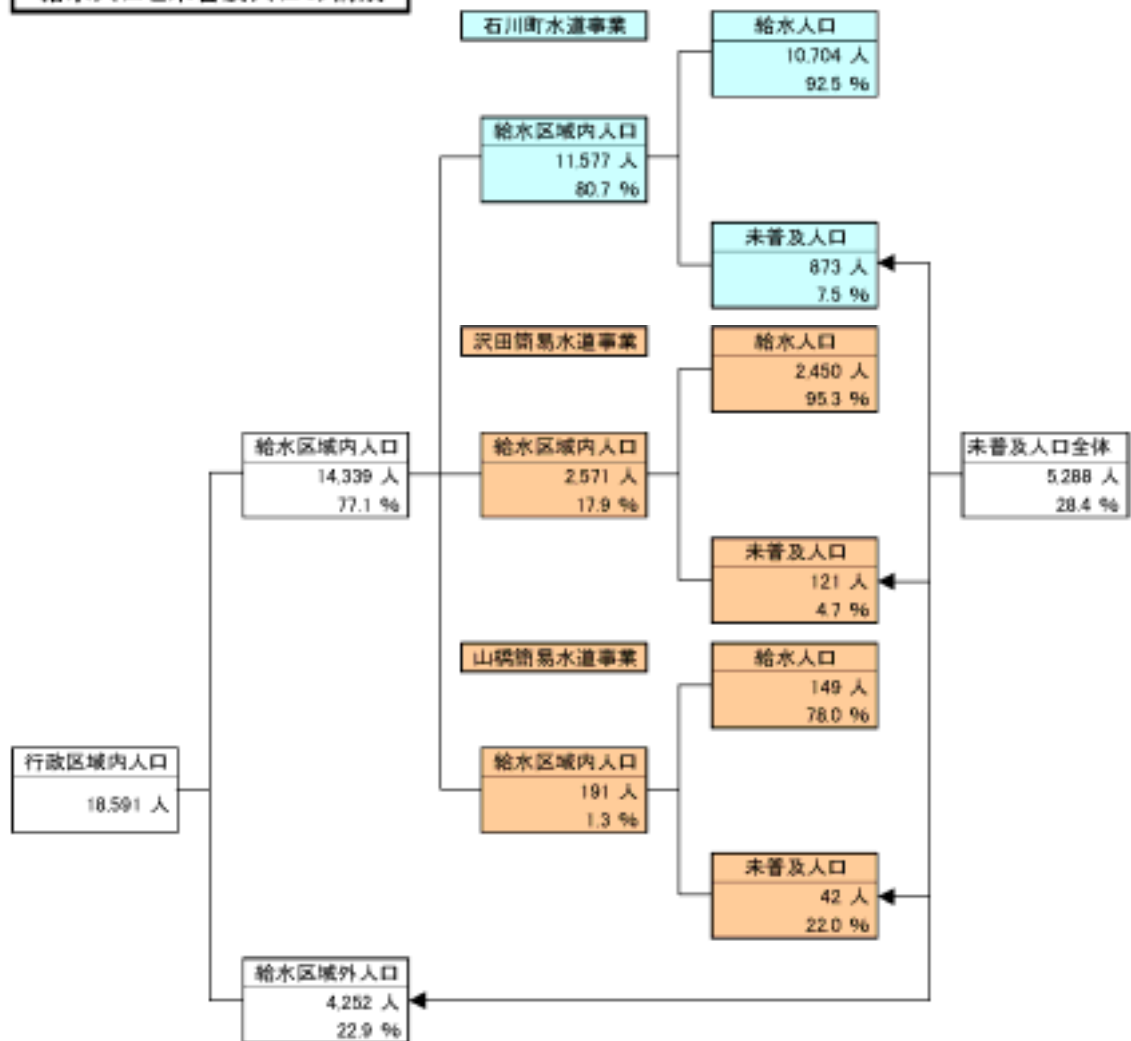 石川町水道事業
給水人口
10,704 人
92.5 %
給水区域内人口
11,577 人
80.7 %
未普及人口
873 人
7.5 %
沢田簡易水道事業
給水人口
2,450 人
95.3 %
給水区域内人口
14,339 人
77.1 %
給水区域内人口
2,571 人
17.9 %
未普及人口全体
5,288 人
28.4 %
未普及人口
121 人
4.7 %
山橋簡易水道事業
給水人口
149 人
78.0 %
行政区域内人口
18,591 人
給水区域内人口
191 人
1.3 %
未普及人口
42 人
22.0 %
給水区域外人口
4,252 人
22.9 %